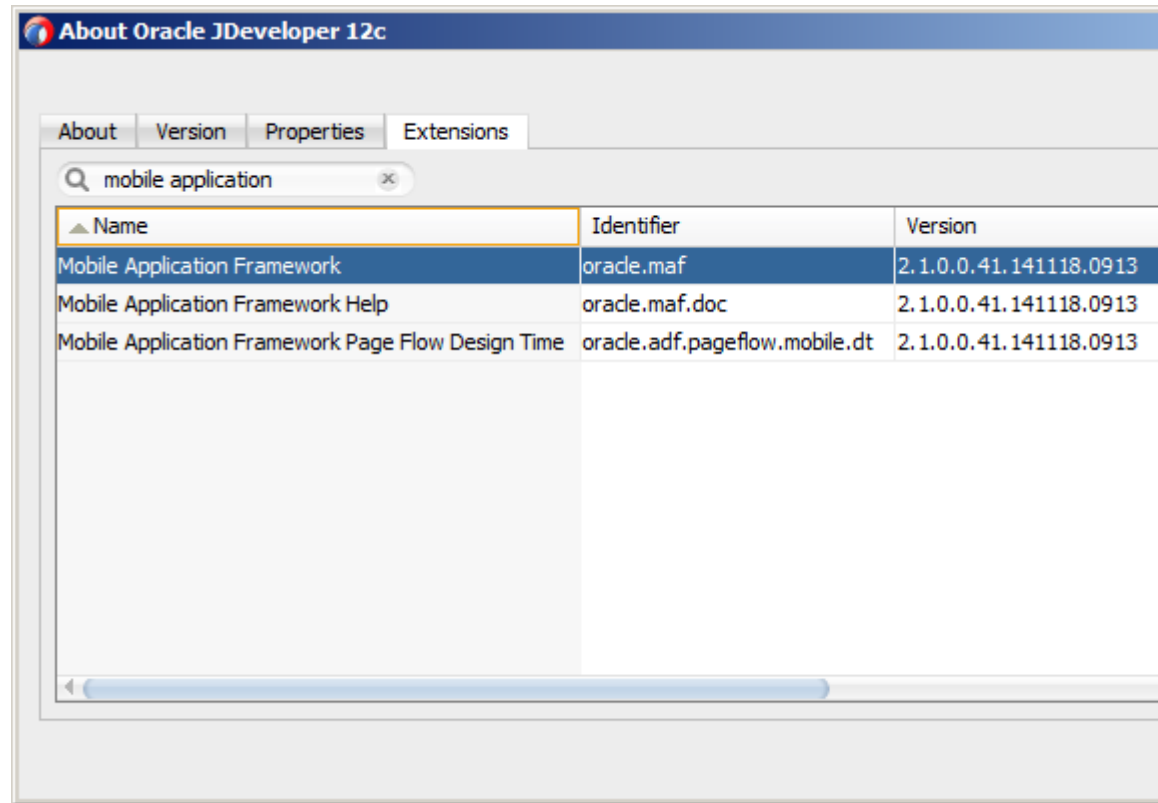 About Oracle JDeveloper 12c
About Version Properties Extensions
mobile application
Name Identifier Version
Mobile Application Framework oracle.maf 2.1.0.0.41.141118.0913
Mobile Application Framework Help oracle.maf.doc 2.1.0.0.41.141118.0913
Mobile Application Framework Page Flow Design Time oracle.adf.pageflow.mobile.dt 2.1.0.0.41.141118.0913